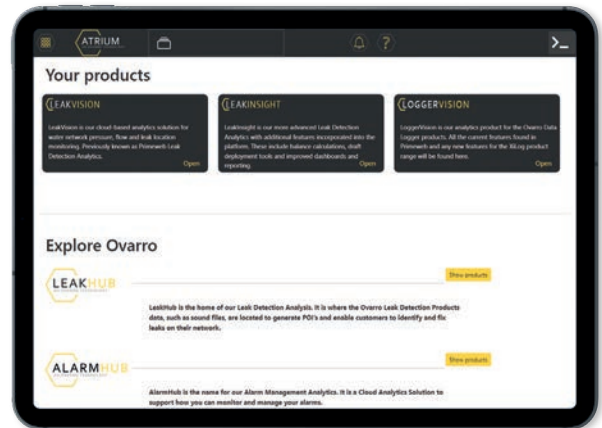 ATRIUM
?
>_
Your products
LEAKVISION
LeakVision is our cloud-based analytics solution for
water network pressure, flow and leak location
monitoring. Previously known as Primeweb Leak
Detection Analytics.
Open
LEAKINSIGHT
LeakInsight is our more advanced Leak Detection
Analytics with additional features incorporated into the
platform. These include balance calculations, draft
deployment tools and improved dashboards and
reporting.
Open
LOGGERVISION
LoggerVision is our analytics product for the Ovarro Data
Logger products. All the current features found in
Primeweb and any new features for the XiLog product
range will be found here.
Open
Explore Ovarro
LEAKHUB
Show products
LeakHub is the home of our Leak Detection Analysis. It is where the Ovarro Leak Detection Products
data, such as sound files, are located to generate POI's and enable customers to identify and fix
leaks on their network.
ALARMHUB
Show products
AlarmHub is the name for our Alarm Management Analytics. It is a Cloud Analytics Solution to
support how you can monitor and manage your alarms.